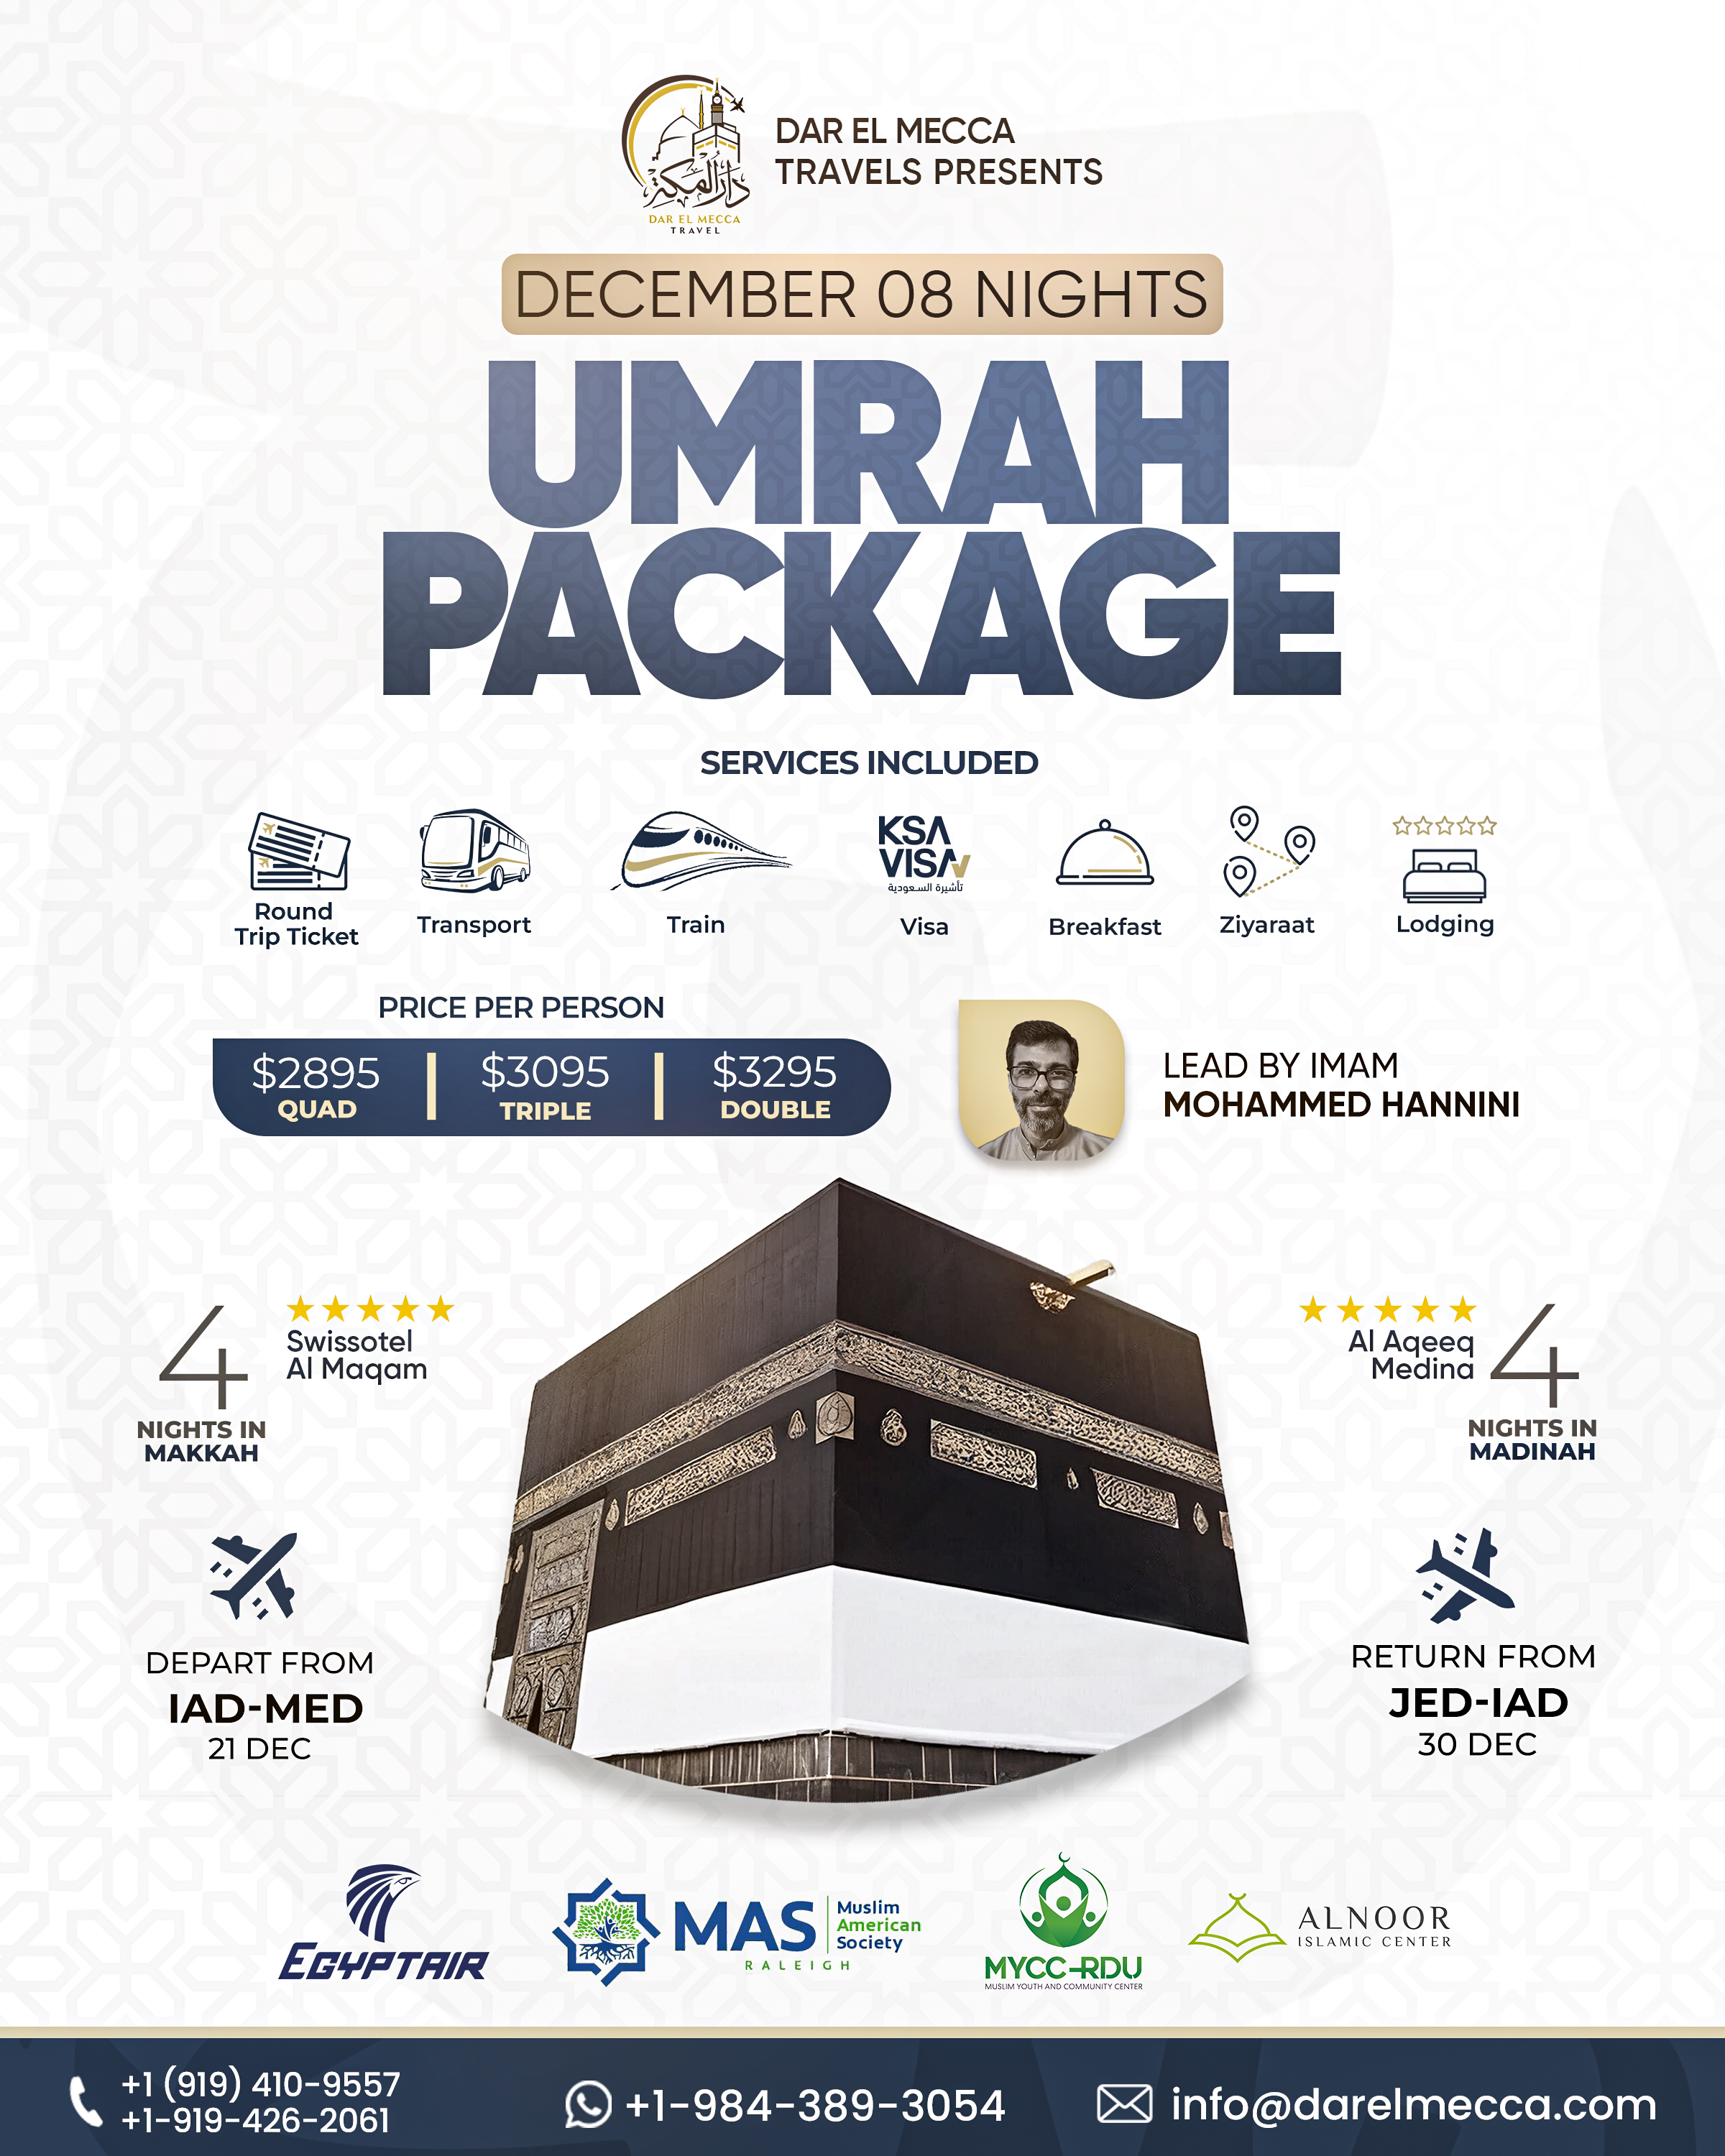 دار المكة
DAR EL MECCA
TRAVEL
DAR EL MECCA
TRAVELS PRESENTS
DECEMBER 08 NIGHTS
UMRAH
PACKAGE
SERVICES INCLUDED
Round
Trip Ticket
Transport
Train
KSA
VISA
تأشيرة السعودية
Visa
Breakfast
Ziyaraat
Lodging
PRICE PER PERSON
$2895
QUAD
$3095
TRIPLE
$3295
DOUBLE
LEAD BY IMAM
MOHAMMED HANNINI
4
NIGHTS IN
MAKKAH
Swissotel
Al Maqam
Al Aqeeq
Medina
4
NIGHTS IN
MADINAH
DEPART FROM
IAD-MED
21 DEC
RETURN FROM
JED-IAD
30 DEC
EGYPTAIR
MAS
Muslim
American
Society
RALEIGH
MYCC-RDU
MUSLIM YOUTH AND COMMUNITY CENTER
ALNOOR
ISLAMIC CENTER
+1 (919) 410-9557
+1-919-426-2061
+1-984-389-3054
info@darelmecca.com